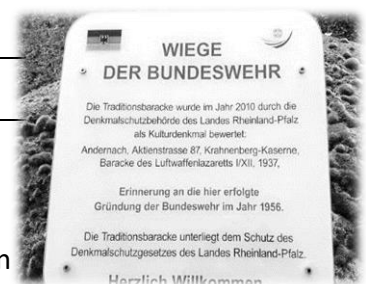 WIEGE
DER BUNDESWEHR
Die Traditionsbaracke wurde im Jahr 2010 durch die
Denkmalschutzbehörde des Landes Rheinland-Pfalz
als Kulturdenkmal bewertet:
Andernach, Aktienstrasse 87, Krahnenberg-Kaserne,
Baracke des Luftwaffenlazaretts I/XII, 1937,
Erinnerung an die hier erfolgte
Gründung der Bundeswehr im Jahr 1956.
Die Traditionsbaracke unterliegt dem Schutz des
Denkmalschutzgesetzes des Landes Rheinland-Pfalz.
Herzlich Willkommen